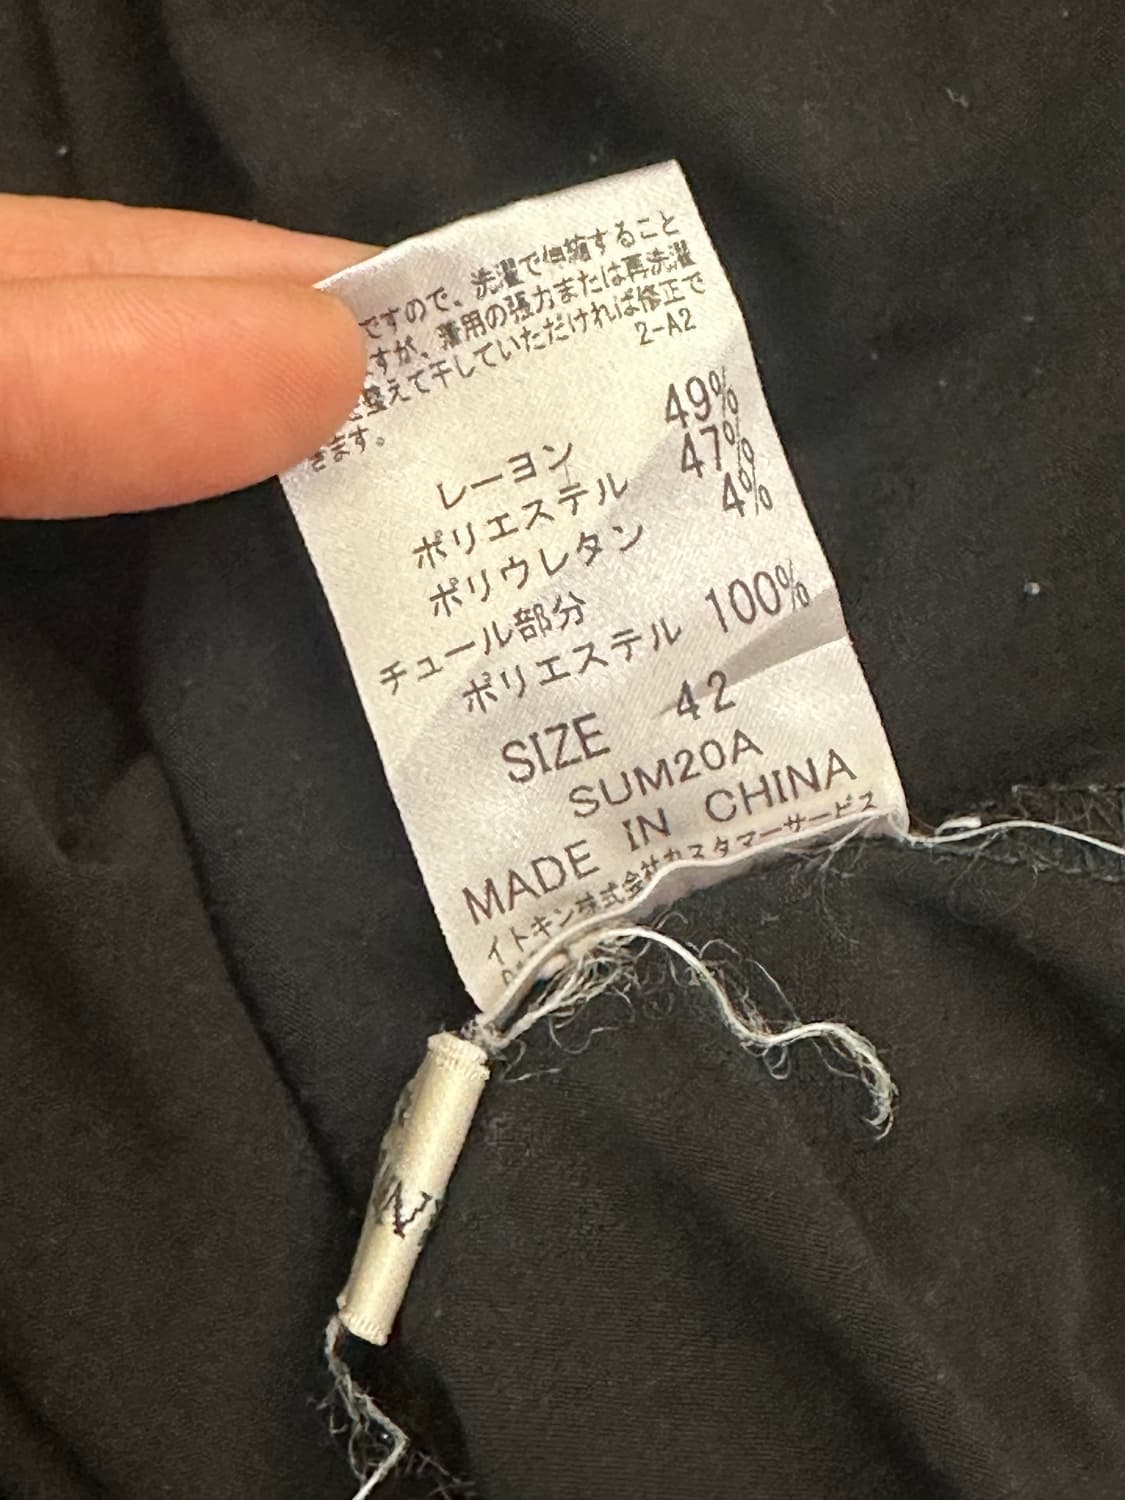 ですので、洗濯で伸縮すること
すが、着用の張力または再洗濯
整えて干していただければ修正で
きます。
2-A2
レーヨン 49%
ポリエステル 47%
ポリウレタン 4%
チュール部分
ポリエステル 100%
SIZE 42
SUM20A
MADE IN CHINA
イトキン株式会社カスタマーサービス
N